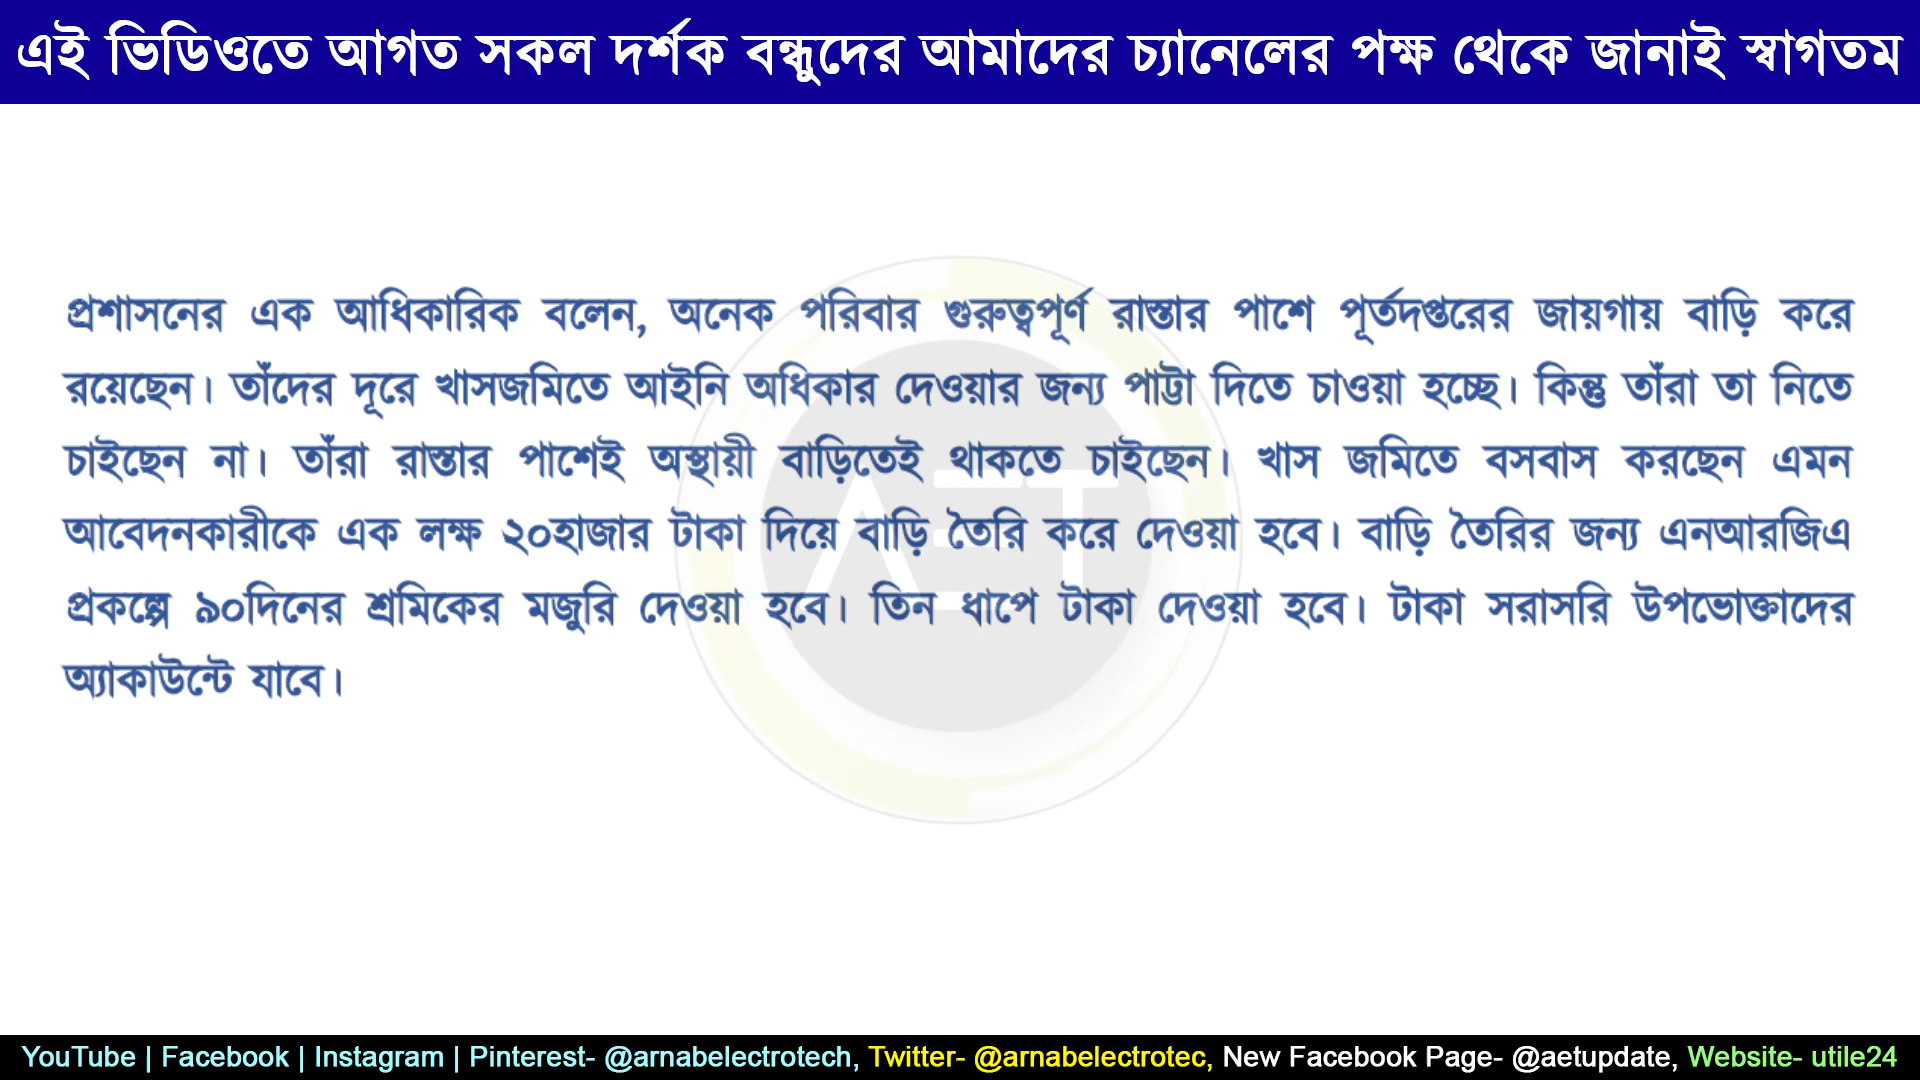 এই ভিডিওতে আগত সকল দর্শক বন্ধুদের আমাদের চ্যানেলের পক্ষ থেকে জানাই স্বাগতম
প্রশাসনের এক আধিকারিক বলেন, অনেক পরিবার গুরুত্বপূর্ণ রাস্তার পাশে পূর্তদপ্তরের জায়গায় বাড়ি করে
রয়েছেন। তাঁদের দূরে খাসজমিতে আইনি অধিকার দেওয়ার জন্য পাট্টা দিতে চাওয়া হচ্ছে। কিন্তু তাঁরা তা নিতে
চাইছেন না। তাঁরা রাস্তার পাশেই অস্থায়ী বাড়িতেই থাকতে চাইছেন। খাস জমিতে বসবাস করছেন এমন
আবেদনকারীকে এক লক্ষ ২০হাজার টাকা দিয়ে বাড়ি তৈরি করে দেওয়া হবে। বাড়ি তৈরির জন্য এনআরজিএ
প্রকল্পে ৯০দিনের শ্রমিকের মজুরি দেওয়া হবে। তিন ধাপে টাকা দেওয়া হবে। টাকা সরাসরি উপভোক্তাদের
অ্যাকাউন্টে যাবে।
AET
YouTube | Facebook | Instagram | Pinterest- @arnabelectrotech, Twitter- @arnabelectrotec, New Facebook Page- @aetupdate, Website- utile24